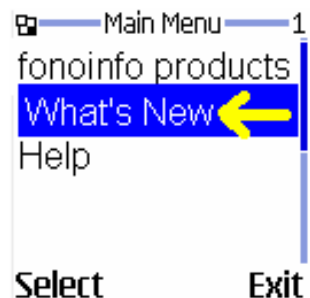 Main Menu 1
fonoinfo products
What's New
Help
Select Exit